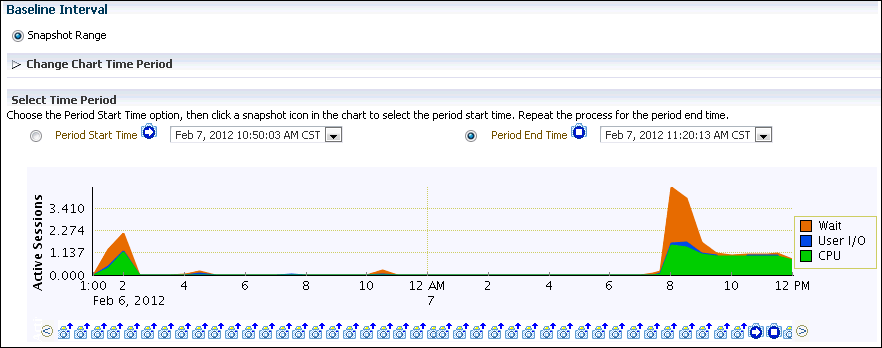 Baseline Interval
Snapshot Range
Change Chart Time Period
Select Time Period
Choose the Period Start Time option, then click a snapshot icon in the chart to select the period start time. Repeat the process for the period end time.
Period Start Time Feb 7, 2012 10:50:03 AM CST Period End Time Feb 7, 2012 11:20:13 AM CST
Active Sessions
3.410
2.274
1.137
0.000
Wait
User I/O
CPU
1:00 2 4 6 8 10 12 AM 2 4 6 8 10 12 PM
Feb 6, 2012 7